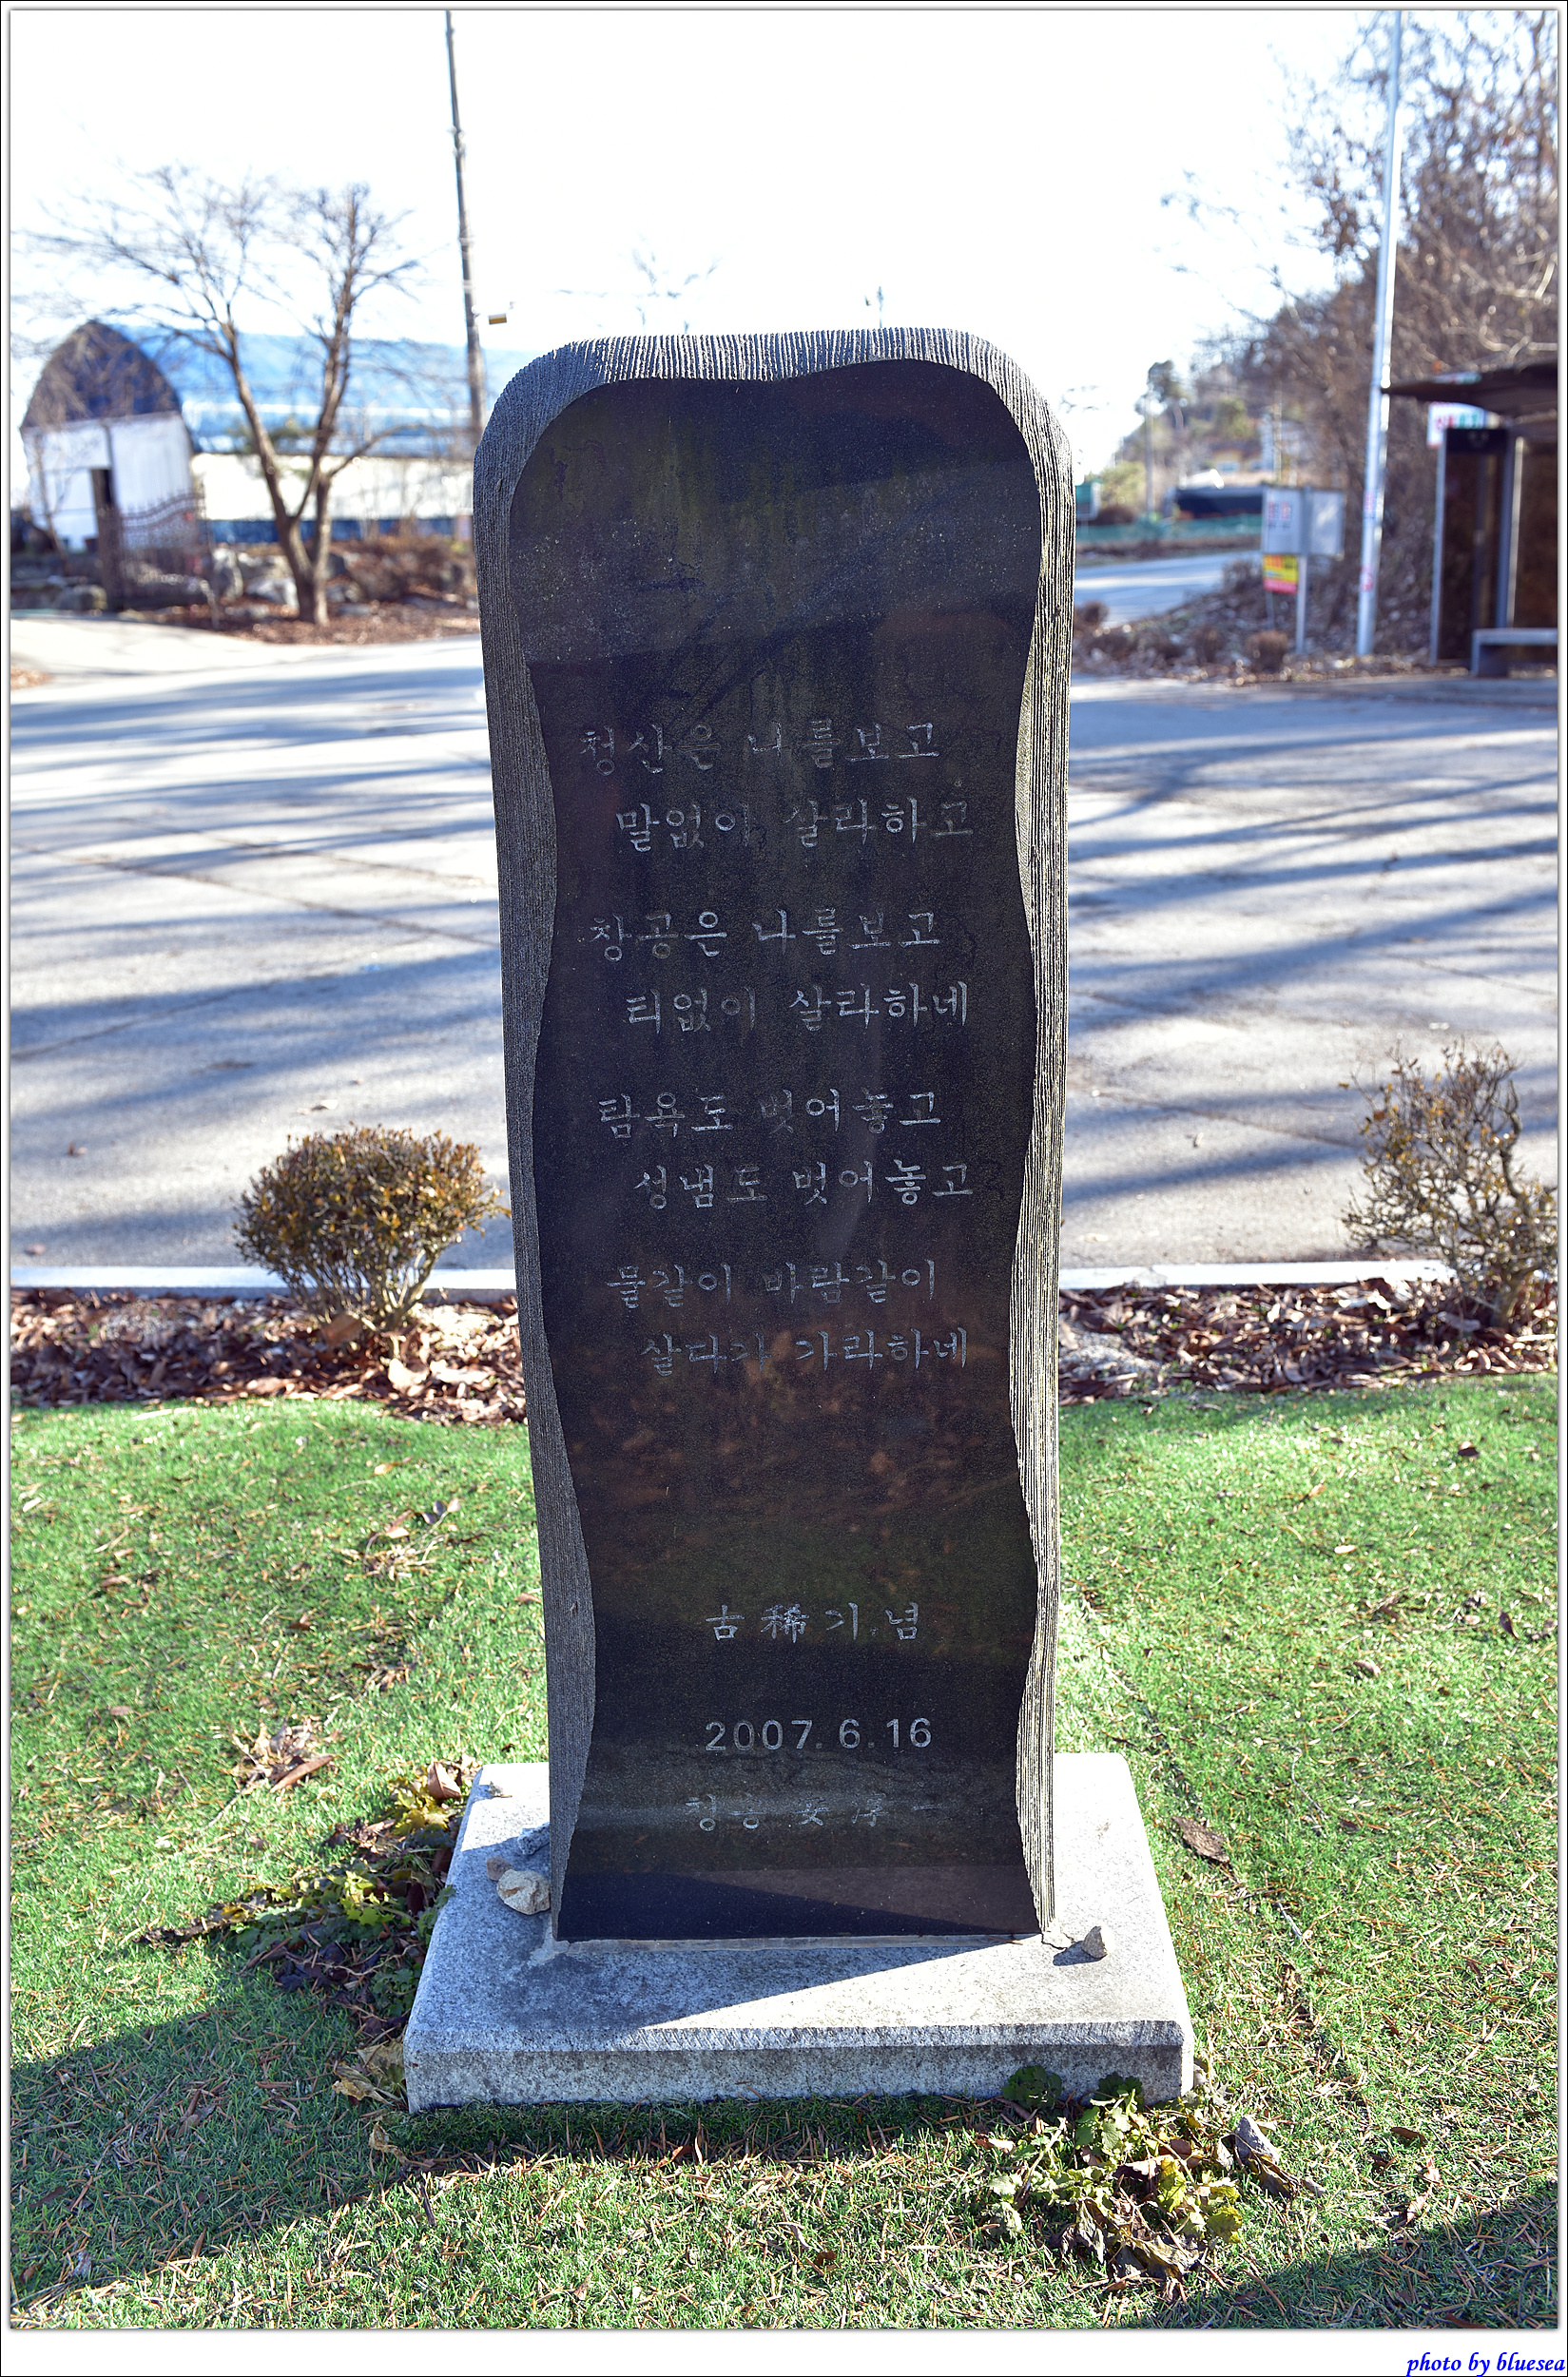 청산은 나를보고
말없이 살라하고
창공은 나를보고
티없이 살라하네
탐욕도 벗어놓고
성냄도 벗어놓고
물같이 바람같이
살다가 가라하네
古稀기념
2007. 6. 16
photo by bluesea